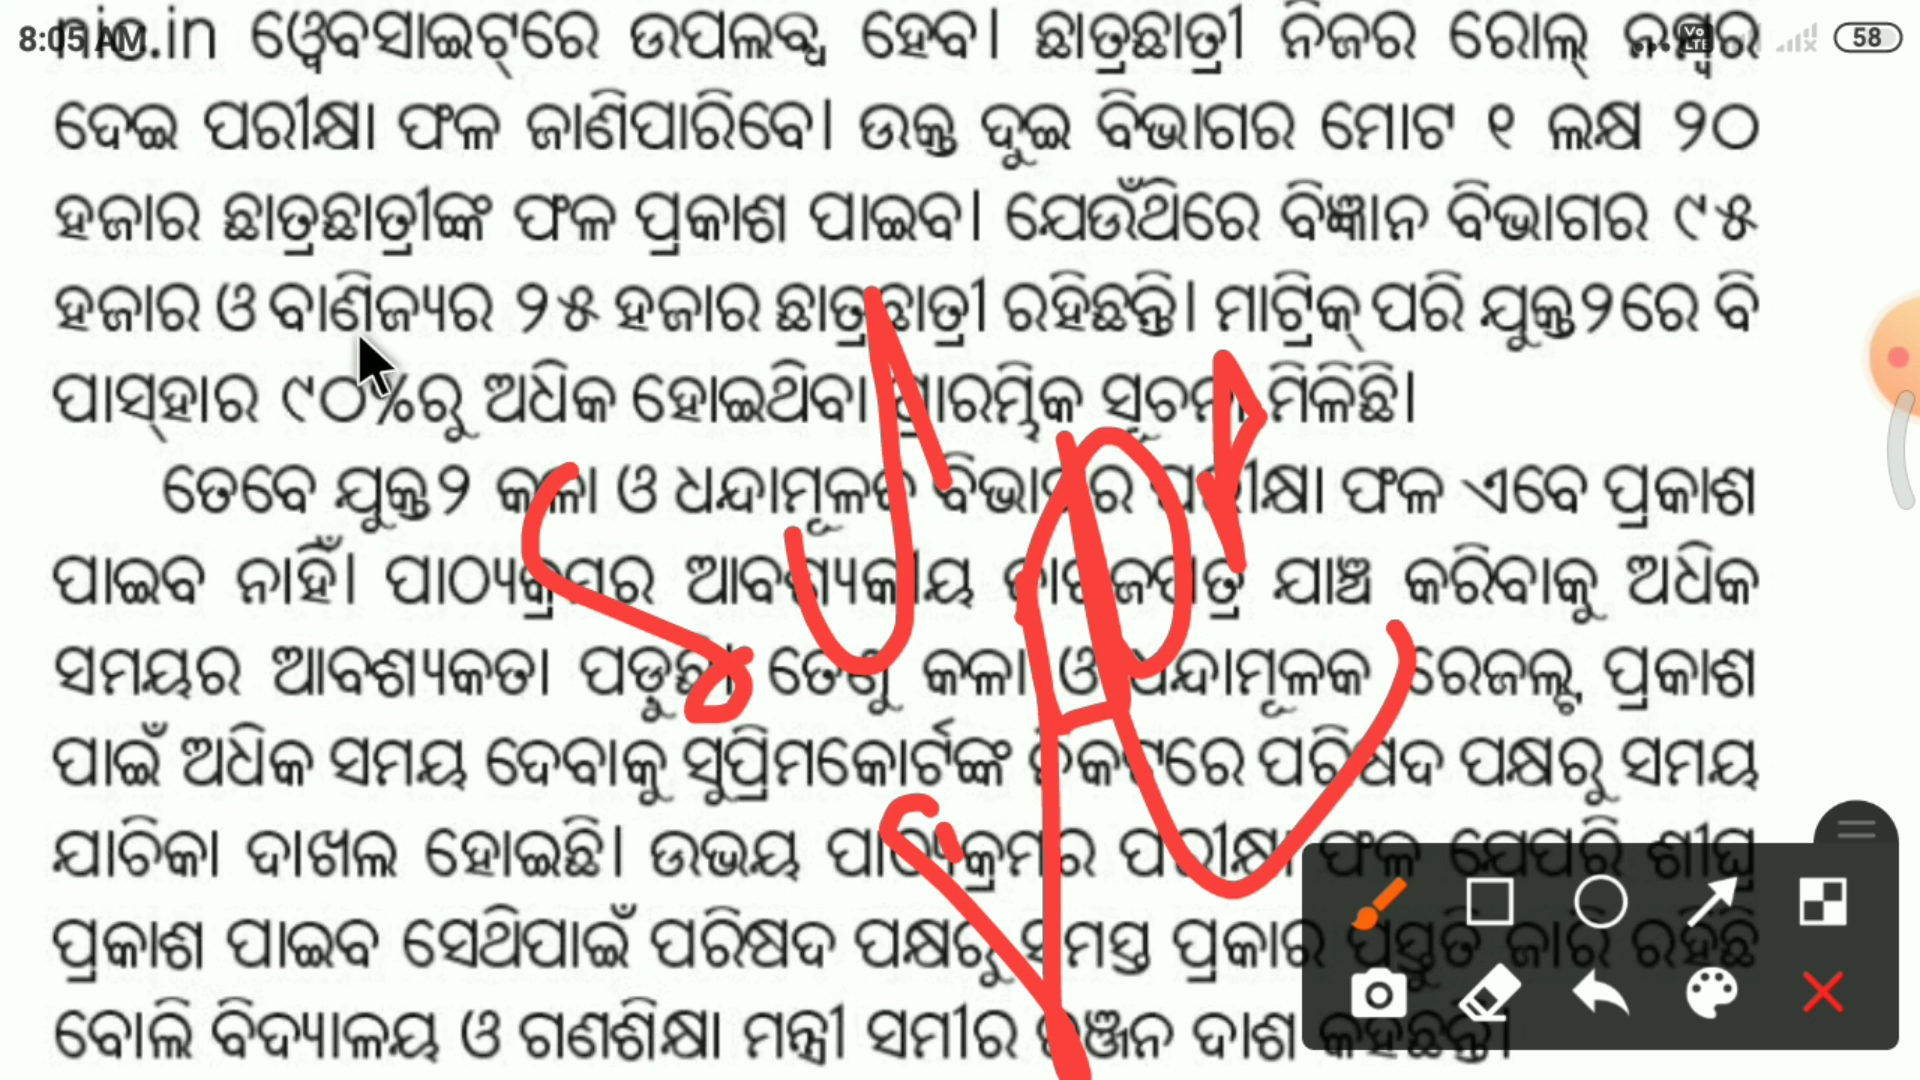 8:05 AM 58
nic.in ୱେବସାଇଟ୍‌ରେ ଉପଲବ୍ଧ ହେବ। ଛାତ୍ରଛାତ୍ରୀ ନିଜର ରୋଲ୍ ନମ୍ବର
ଦେଇ ପରୀକ୍ଷା ଫଳ ଜାଣିପାରିବେ। ଉକ୍ତ ଦୁଇ ବିଭାଗର ମୋଟ ୧ ଲକ୍ଷ ୨୦
ହଜାର ଛାତ୍ରଛାତ୍ରୀଙ୍କ ଫଳ ପ୍ରକାଶ ପାଇବ। ଯେଉଁଥିରେ ବିଜ୍ଞାନ ବିଭାଗର ୯୫
ହଜାର ଓ ବାଣିଜ୍ୟର ୨୫ ହଜାର ଛାତ୍ରଛାତ୍ରୀ ରହିଛନ୍ତି। ମାଟ୍ରିକ୍ ପରି ଯୁକ୍ତ୨ରେ ବି
ପାସ୍‌ହାର ୯୦%ରୁ ଅଧିକ ହୋଇଥିବା ପ୍ରାରମ୍ଭିକ ସୂଚନା ମିଳିଛି।
ତେବେ ଯୁକ୍ତ୨ କଳା ଓ ଧନ୍ଦାମୂଳକ ବିଭାଗର ପରୀକ୍ଷା ଫଳ ଏବେ ପ୍ରକାଶ
ପାଇବ ନାହିଁ। ପାଠ୍ୟକ୍ରମର ଆବଶ୍ୟକୀୟ କାଗଜପତ୍ର ଯାଞ୍ଚ କରିବାକୁ ଅଧିକ
ସମୟର ଆବଶ୍ୟକତା ପଡୁଛି। ତେଣୁ କଳା ଓ ଧନ୍ଦାମୂଳକ ରେଜଲ୍ଟ ପ୍ରକାଶ
ପାଇଁ ଅଧିକ ସମୟ ଦେବାକୁ ସୁପ୍ରିମକୋର୍ଟଙ୍କ ନିକଟରେ ପରିଷଦ ପକ୍ଷରୁ ସମୟ
ଯାଚିକା ଦାଖଲ ହୋଇଛି। ଉଭୟ ପାଠ୍ୟକ୍ରମର ପରୀକ୍ଷା ଫଳ ଯେପରି ଶୀଘ୍ର
ପ୍ରକାଶ ପାଇବ ସେଥିପାଇଁ ପରିଷଦ ପକ୍ଷରୁ ସମସ୍ତ ପ୍ରକାର ପ୍ରସ୍ତୁତି ଜାରି ରହିଛି
ବୋଲି ବିଦ୍ୟାଳୟ ଓ ଗଣଶିକ୍ଷା ମନ୍ତ୍ରୀ ସମୀର ରଞ୍ଜନ ଦାଶ କହିଛନ୍ତି।